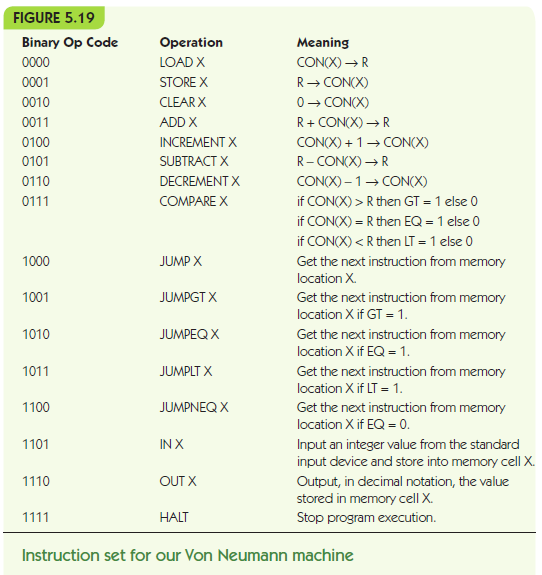 FIGURE 5.19
Binary Op Code Operation Meaning
0000 LOAD X CON(X) → R
0001 STORE X R → CON(X)
0010 CLEAR X 0 → CON(X)
0011 ADD X R + CON(X) → R
0100 INCREMENT X CON(X) + 1 → CON(X)
0101 SUBTRACT X R – CON(X) → R
0110 DECREMENT X CON(X) – 1 → CON(X)
0111 COMPARE X if CON(X) > R then GT = 1 else 0
if CON(X) = R then EQ = 1 else 0
if CON(X) < R then LT = 1 else 0
1000 JUMP X Get the next instruction from memory
location X.
1001 JUMPGT X Get the next instruction from memory
location X if GT = 1.
1010 JUMPEQ X Get the next instruction from memory
location X if EQ = 1.
1011 JUMPLT X Get the next instruction from memory
location X if LT = 1.
1100 JUMPNEQ X Get the next instruction from memory
location X if EQ = 0.
1101 IN X Input an integer value from the standard
input device and store into memory cell X.
1110 OUT X Output, in decimal notation, the value
stored in memory cell X.
1111 HALT Stop program execution.
Instruction set for our Von Neumann machine